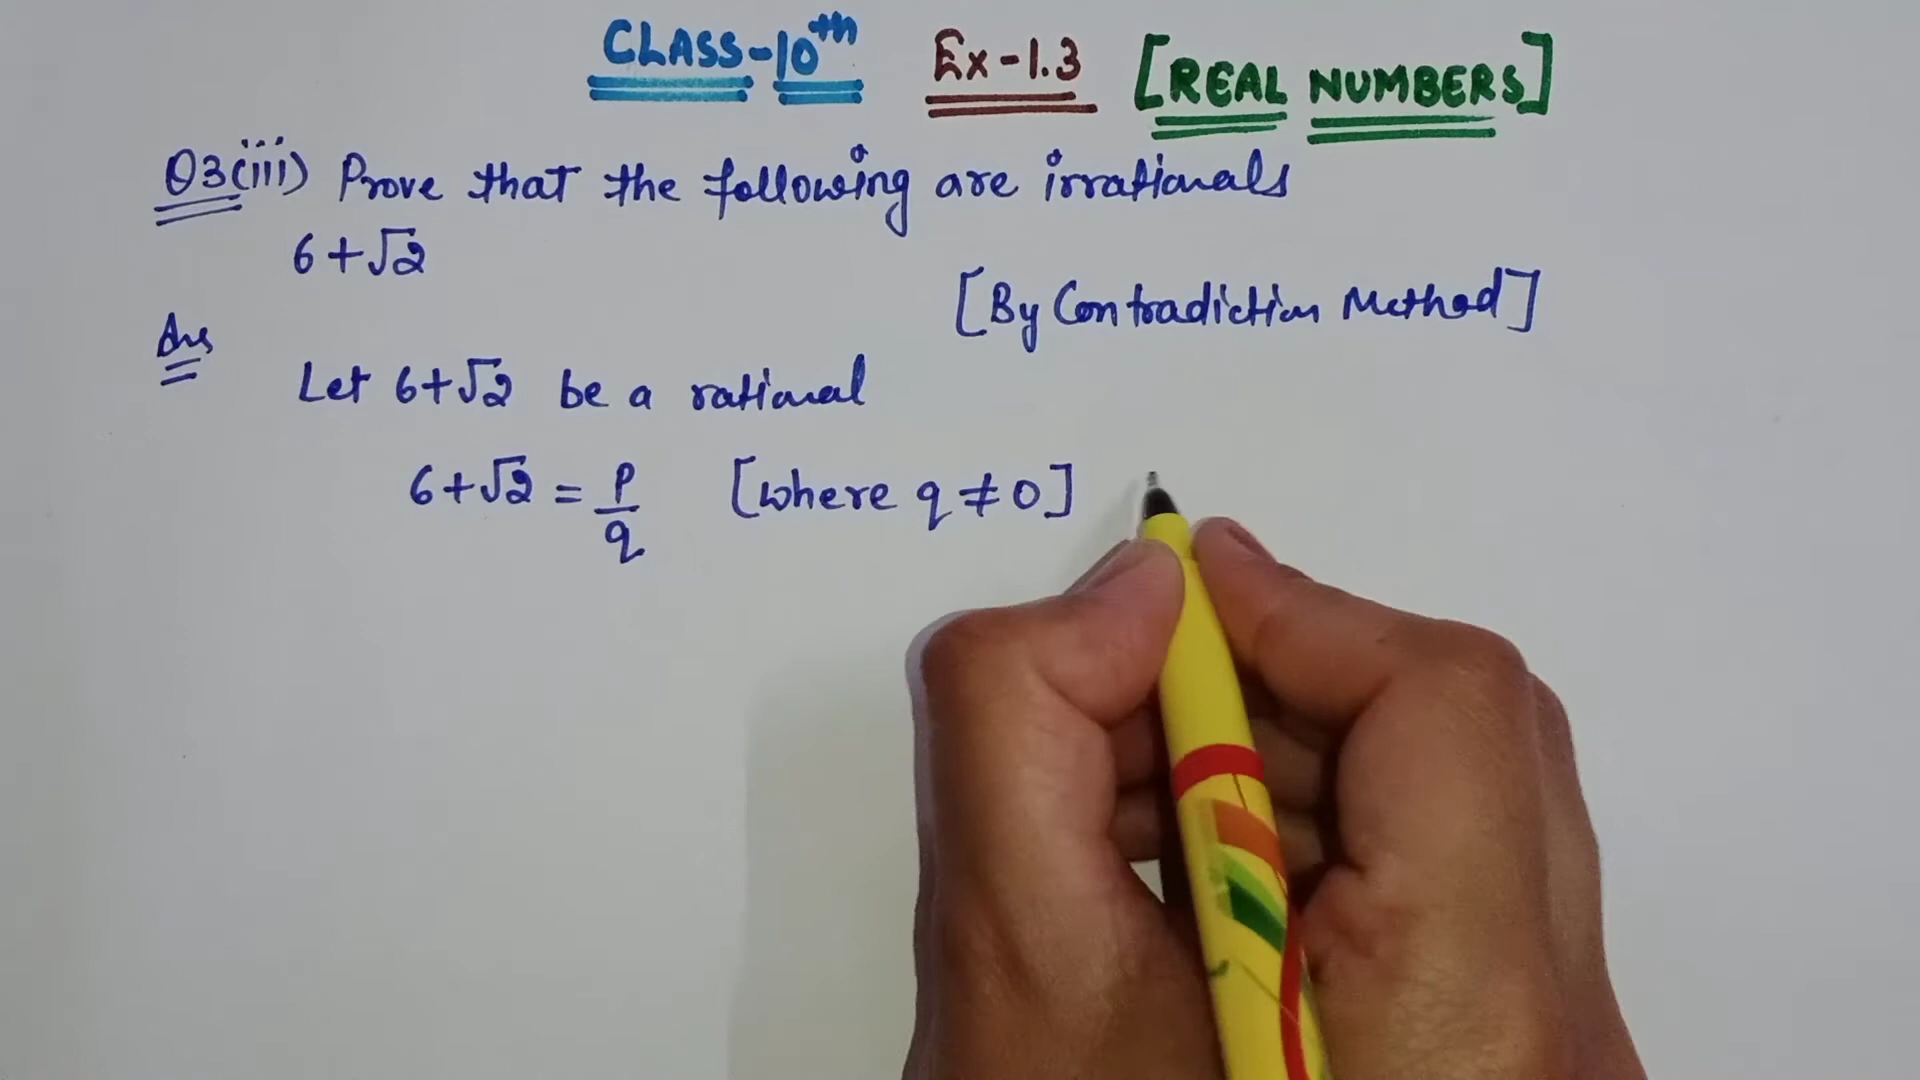 CLASS-10th Ex-1.3 [REAL NUMBERS]
Q3(iii) Prove that the following are irrationals
6+√2
[By Contradiction Method]
Ans
Let 6+√2 be a rational
6+√2 = p/q [where q ≠ 0]